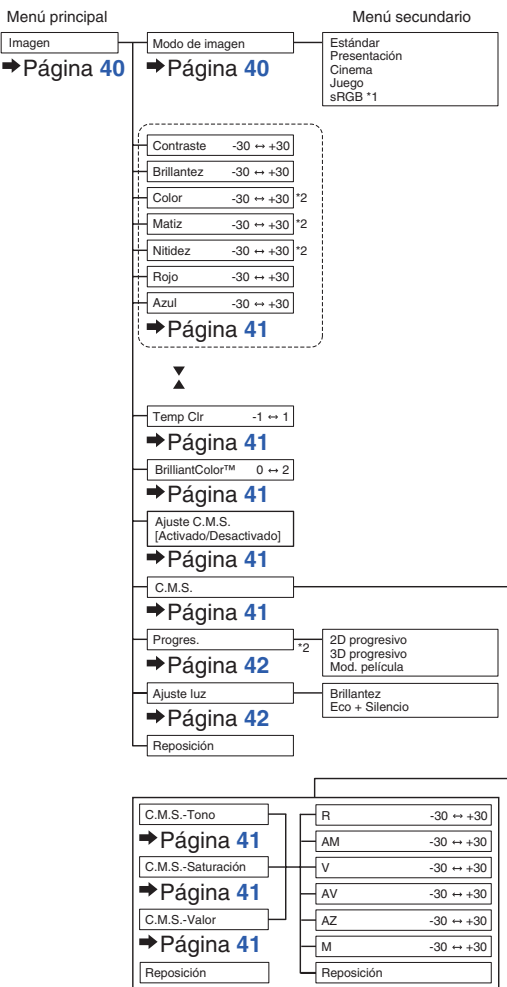 Menú principal
Menú secundario
Imagen
➡Página 40
Modo de imagen
➡Página 40
Estándar
Presentación
Cinema
Juego
sRGB *1
Contraste -30 ↔ +30
Brillantez -30 ↔ +30
Color -30 ↔ +30 *2
Matiz -30 ↔ +30 *2
Nitidez -30 ↔ +30 *2
Rojo -30 ↔ +30
Azul -30 ↔ +30
➡Página 41
Temp Clr -1 ↔ 1
➡Página 41
BrilliantColor™ 0 ↔ 2
➡Página 41
Ajuste C.M.S.
[Activado/Desactivado]
➡Página 41
C.M.S.
➡Página 41
Progres. *2
➡Página 42
2D progresivo
3D progresivo
Mod. película
Ajuste luz
➡Página 42
Brillantez
Eco + Silencio
Reposición
C.M.S.-Tono
➡Página 41
C.M.S.-Saturación
➡Página 41
C.M.S.-Valor
➡Página 41
Reposición
R -30 ↔ +30
AM -30 ↔ +30
V -30 ↔ +30
AV -30 ↔ +30
AZ -30 ↔ +30
M -30 ↔ +30
Reposición